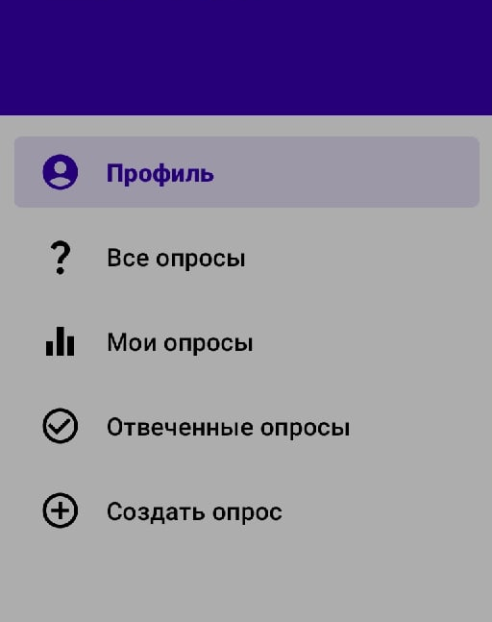 Профиль
Все опросы
Мои опросы
Отвеченные опросы
Создать опрос